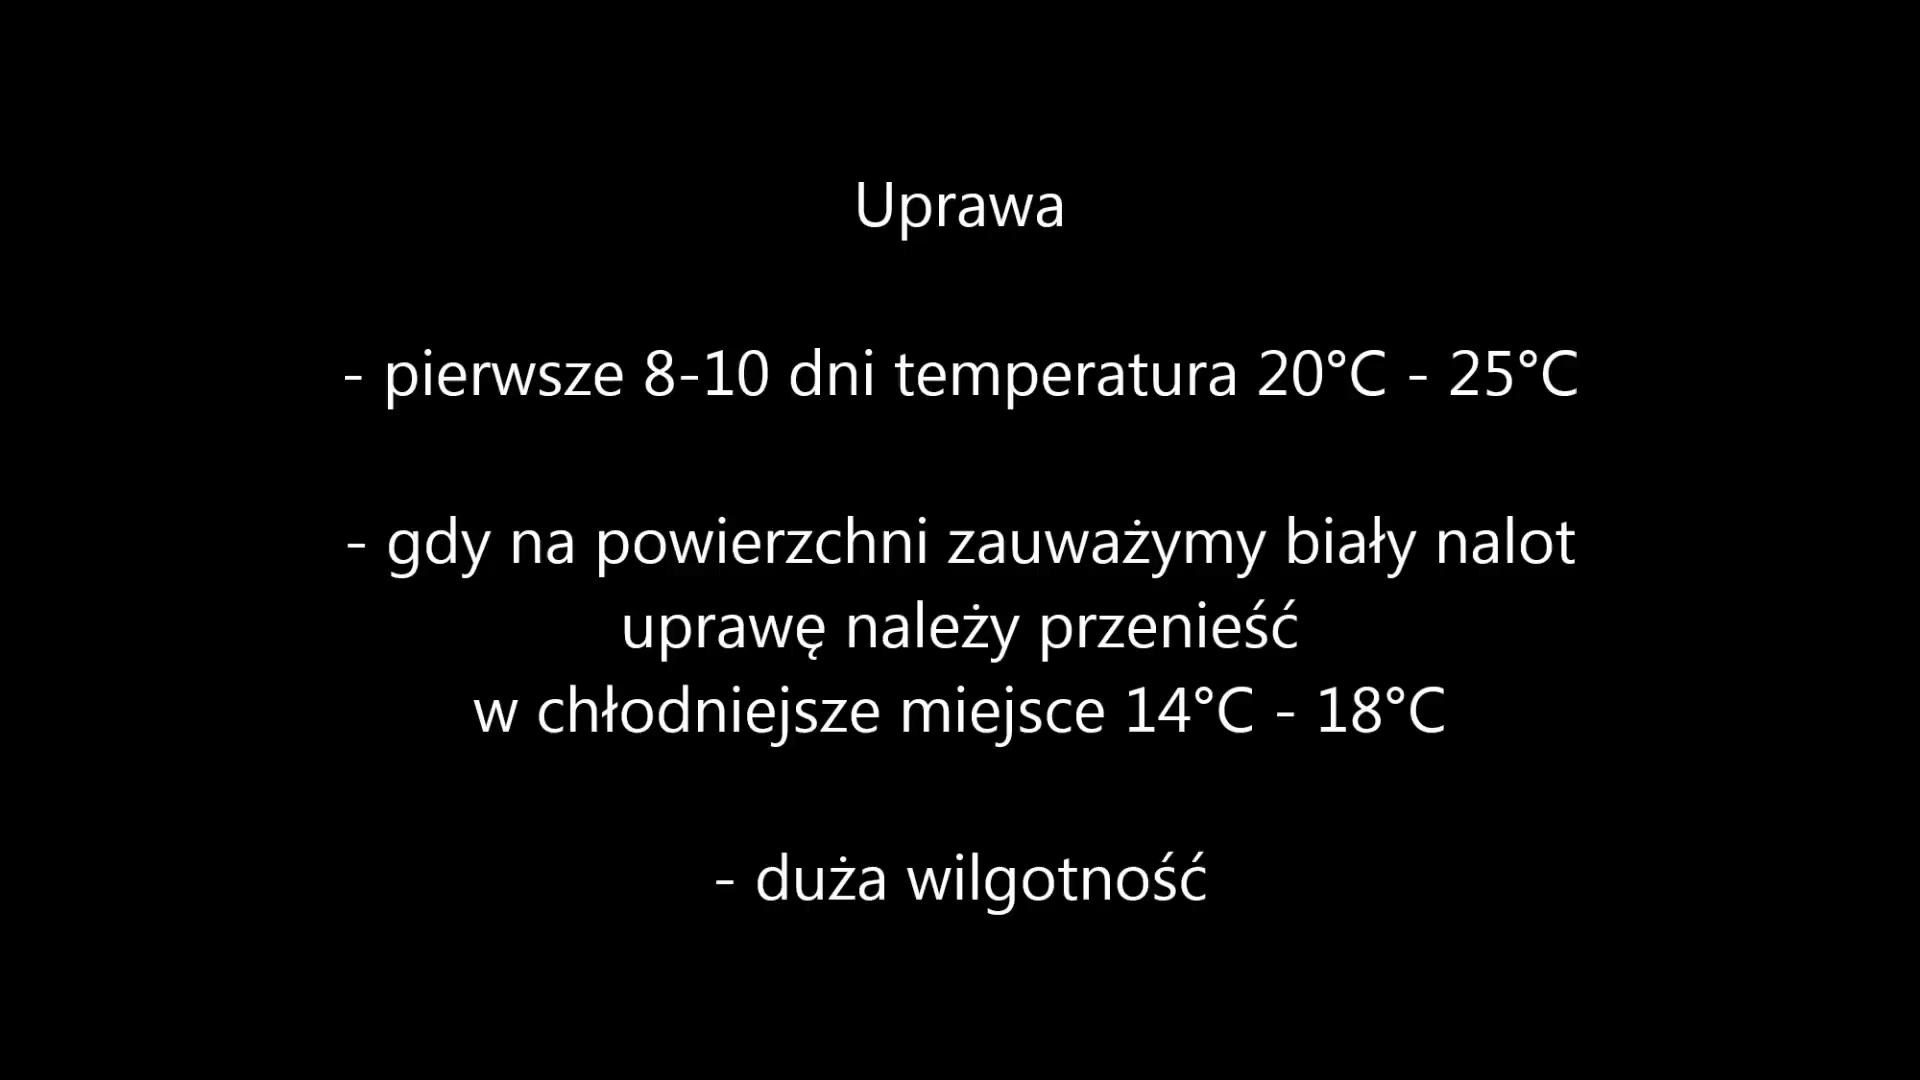 Uprawa
- pierwsze 8-10 dni temperatura 20°C - 25°C
- gdy na powierzchni zauważymy biały nalot
uprawę należy przenieść
w chłodniejsze miejsce 14°C - 18°C
- duża wilgotność